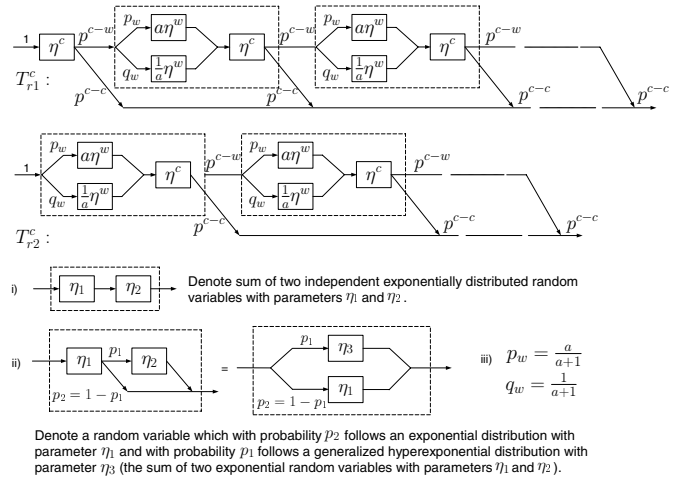 1 η^c p^{c−w} p_w aη^w q_w 1/a η^w η^c p^{c−w} p_w aη^w q_w 1/a η^w η^c p^{c−w}
T^c_{r1} : p^{c−c} p^{c−c} p^{c−c} p^{c−c}
1 p_w aη^w q_w 1/a η^w η^c p^{c−w} p_w aη^w q_w 1/a η^w η^c p^{c−w}
T^c_{r2} : p^{c−c} p^{c−c} p^{c−c}
i) η_1 η_2 Denote sum of two independent exponentially distributed random
variables with parameters η_1 and η_2 .
ii) η_1 p_1 η_2 p_2 = 1 − p_1 = p_1 η_3 η_1 p_2 = 1 − p_1
iii) p_w = a/(a+1)
q_w = 1/(a+1)
Denote a random variable which with probability p_2 follows an exponential distribution with
parameter η_1 and with probability p_1 follows a generalized hyperexponential distribution with
parameter η_3 (the sum of two exponential random variables with parameters η_1 and η_2).